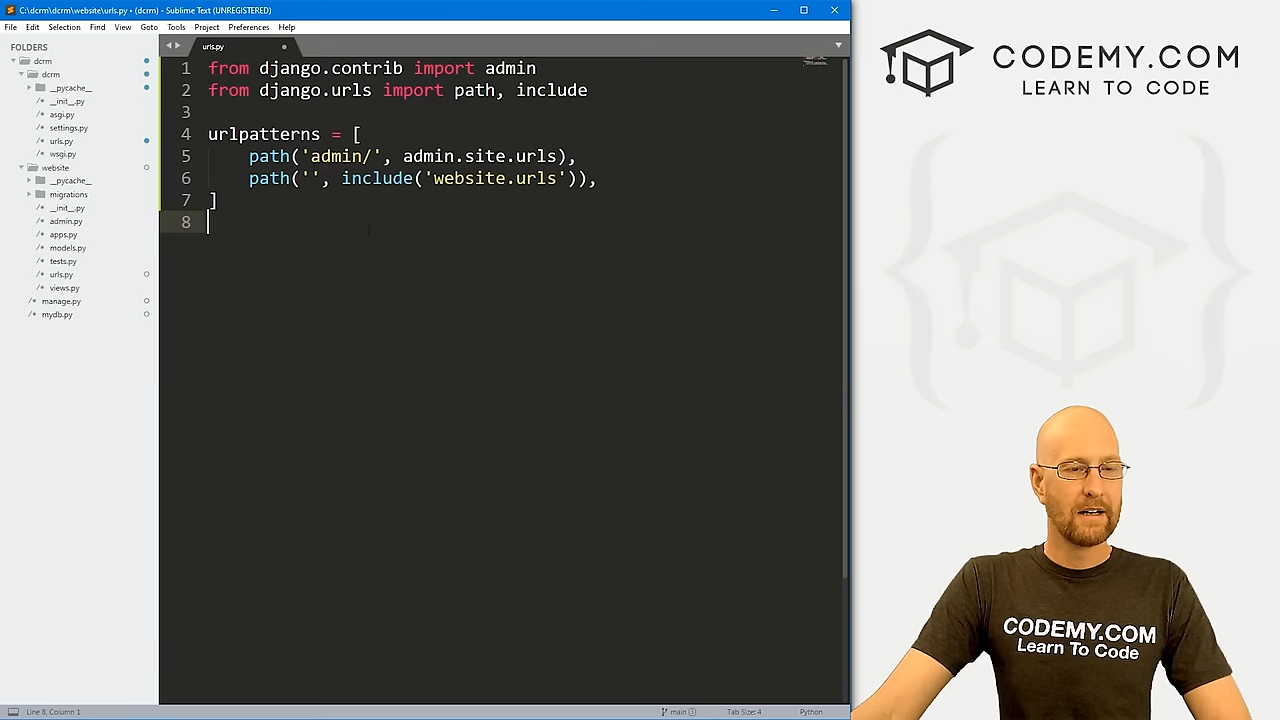 C:\dcrm\dcrm\website\urls.py • (dcrm) - Sublime Text (UNREGISTERED)
File Edit Selection Find View Goto Tools Project Preferences Help
FOLDERS
dcrm
dcrm
__pycache__
__init__.py
asgi.py
settings.py
urls.py
wsgi.py
website
__pycache__
migrations
__init__.py
admin.py
apps.py
models.py
tests.py
urls.py
views.py
manage.py
mydb.py
urls.py
1 from django.contrib import admin
2 from django.urls import path, include
3
4 urlpatterns = [
5 path('admin/', admin.site.urls),
6 path('', include('website.urls')),
7 ]
8
Line 8, Column 1
main 3
Tab Size: 4
Python
CODEMY.COM
LEARN TO CODE
CODEMY.COM
Learn To Code